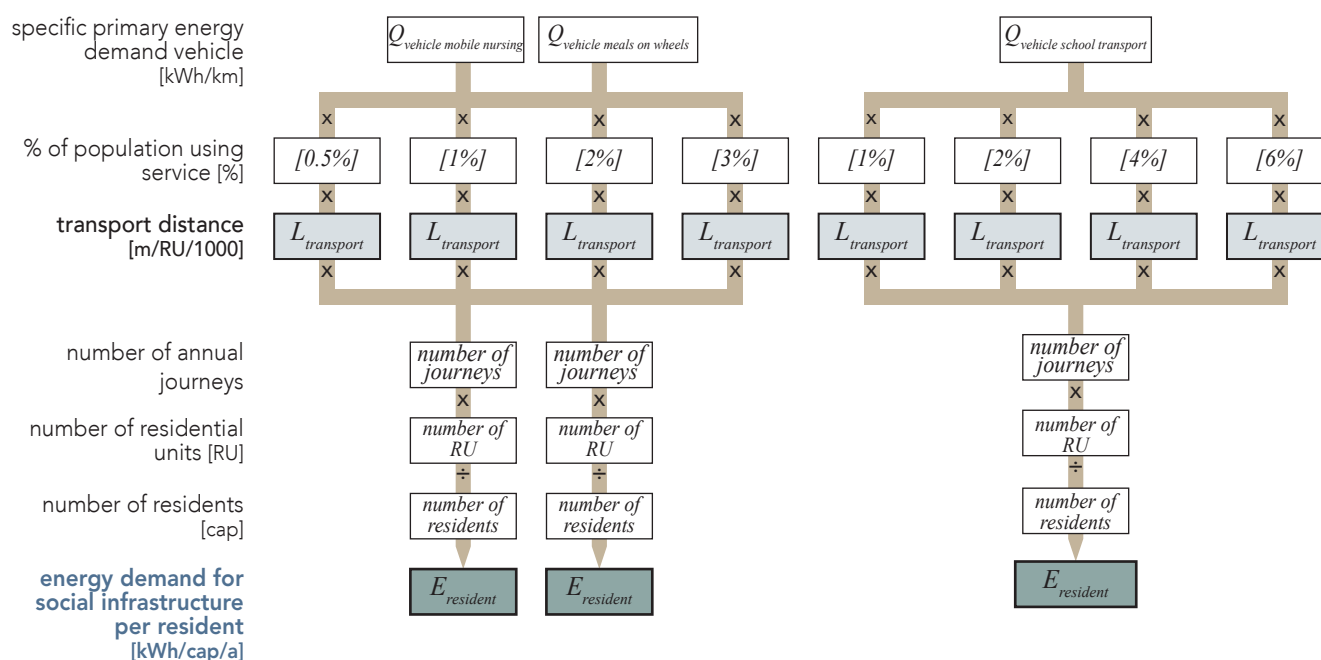 specific primary energy
demand vehicle
[kWh/km]
Q vehicle mobile nursing
Q vehicle meals on wheels
Q vehicle school transport
x x x x x x x x
% of population using
service [%]
[0.5%] [1%] [2%] [3%] [1%] [2%] [4%] [6%]
x x x x x x x x
transport distance
[m/RU/1000]
L transport L transport L transport L transport L transport L transport L transport L transport
x x x x x x x x
number of annual
journeys
number of
journeys
number of
journeys
number of
journeys
x x x
number of residential
units [RU]
number of
RU
number of
RU
number of
RU
÷ ÷ ÷
number of residents
[cap]
number of
residents
number of
residents
number of
residents
energy demand for
social infrastructure
per resident
[kWh/cap/a]
E resident E resident E resident